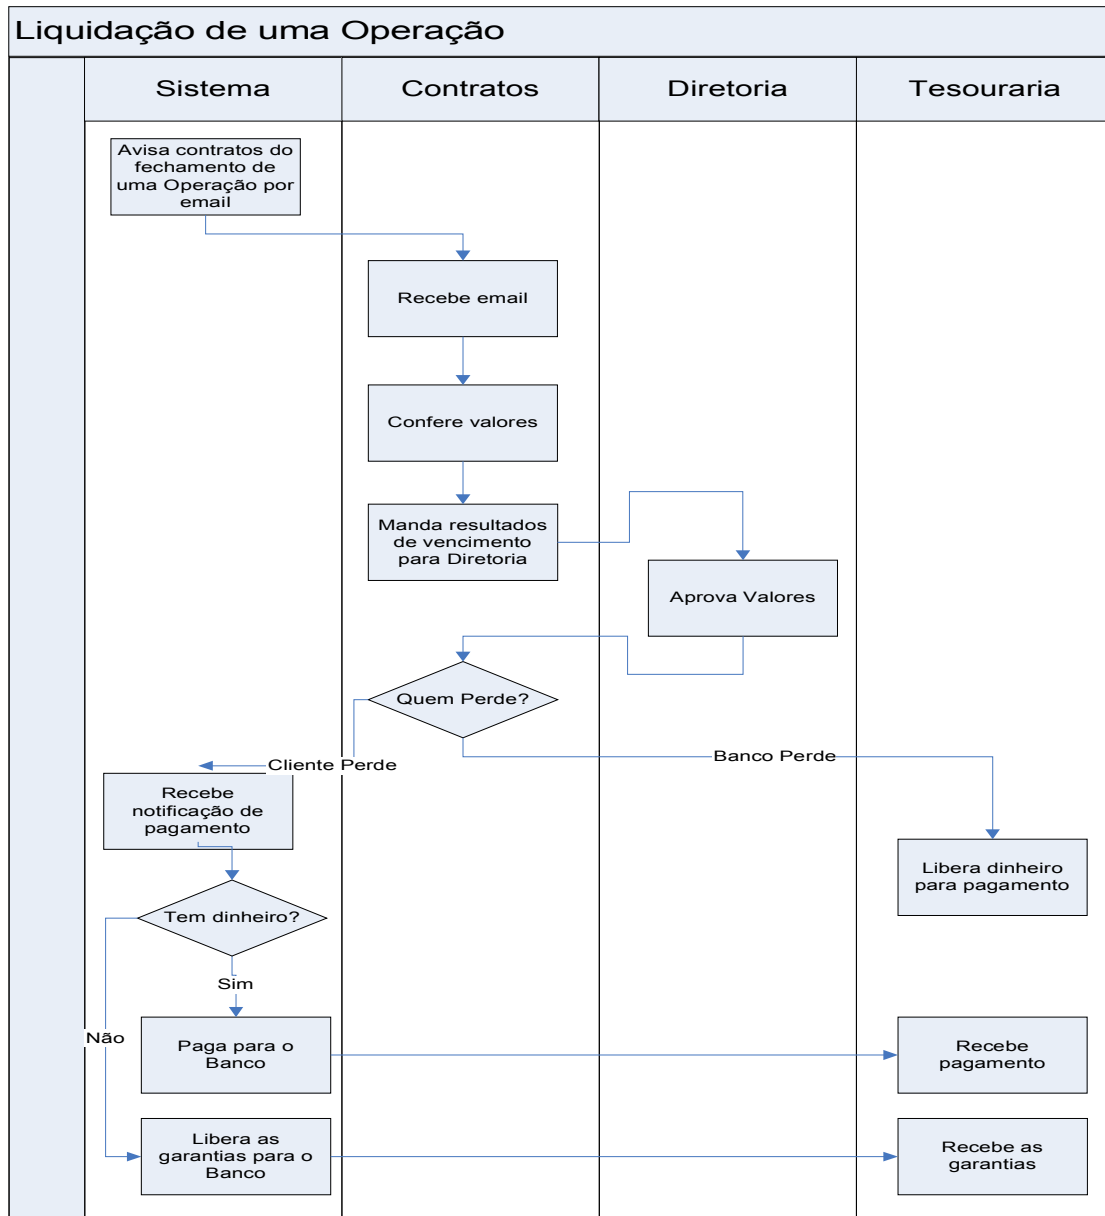 Liquidação de uma Operação
Sistema
Contratos
Diretoria
Tesouraria
Avisa contratos do
fechamento de
uma Operação por
email
Recebe email
Confere valores
Manda resultados
de vencimento
para Diretoria
Aprova Valores
Quem Perde?
Cliente Perde
Banco Perde
Recebe
notificação de
pagamento
Libera dinheiro
para pagamento
Tem dinheiro?
Sim
Não
Paga para o
Banco
Recebe
pagamento
Libera as
garantias para o
Banco
Recebe as
garantias